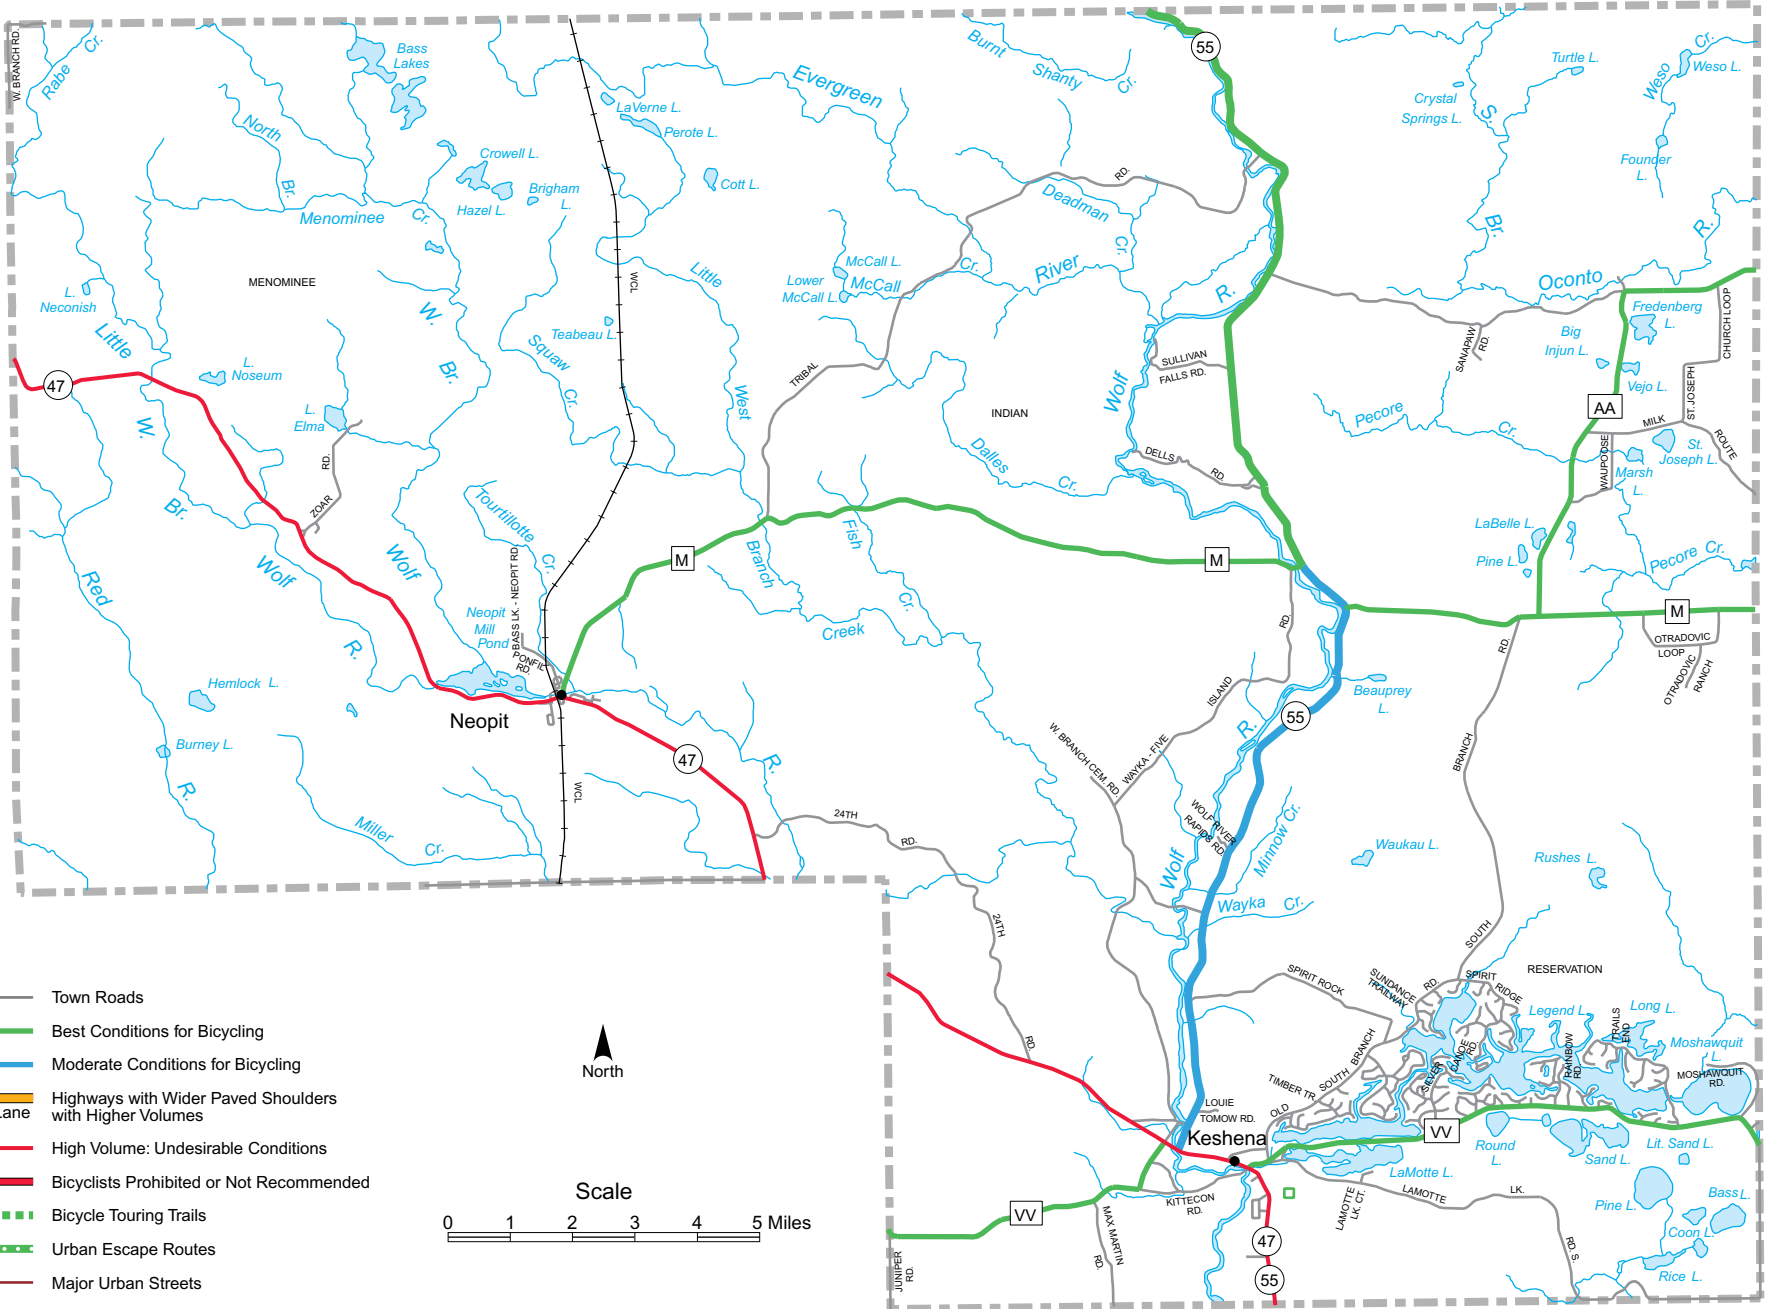 W. BRANCH RD.
Rabe Cr.
Bass
Lakes
North
Br.
Menominee Cr.
Crowell L.
Hazel L.
Brigham
L.
LaVerne L.
Perote L.
Cott L.
Evergreen
Burnt
Shanty
Cr.
55
Turtle L.
Crystal
Springs L.
S.
Br.
Weso
Cr.
Weso L.
Founder
L.
RD.
Deadman
Cr.
River
MENOMINEE
L.
Neconish
Little
W.
Br.
WCL
Little
West
Branch
Lower
McCall L.
McCall L.
McCall
Cr.
R.
Oconto
R.
Fredenberg
L.
CHURCH LOOP
Big
Injun L.
Vejo L.
SANAPAW
RD.
Teabeau L.
Squaw
Cr.
W.
Br.
47
L.
Noseum
L.
Elma
TRIBAL
SULLIVAN
FALLS RD.
Wolf
INDIAN
Pecore
Cr.
AA
MILK
ST. JOSEPH
ROUTE
WAUPOOSE
St.
Joseph L.
Marsh
L.
Dalles
Cr.
DELLS
RD.
RD.
ZOAR
Tourtillotte
Cr.
Wolf
Wolf
R.
Red
R.
BASS LK. - NEOPIT RD.
M
Fish
Cr.
M
LaBelle L.
Pine L.
Pecore Cr.
M
OTRADOVIC
LOOP
OTRADOVIC
RANCH
Neopit
Mill
Pond
PONFIL
RD.
Creek
RD.
ISLAND
WAYKA - FIVE
Beauprey
L.
RD.
BRANCH
SOUTH
Hemlock L.
Neopit
Burney L.
47
R.
55
R.
W. BRANCH CEM. RD.
WCL
Miller
Cr.
24TH
RD.
24TH
RD.
WOLF RIVER
RAPIDS RD.
Minnow Cr.
Wolf
Wayka Cr.
Waukau L.
Rushes L.
RESERVATION
SPIRIT ROCK
SUNDANCE
TRAILWAY
RD.
SPIRIT
RIDGE
Legend L.
Long L.
TRAILS
END
Moshawquit
L.
MOSHAWQUIT
RD.
RAINBOW
RD.
SILVER
CANOE
RD.
BRANCH
SOUTH
OLD
TIMBER TR.
LOUIE
TOMOW RD.
Keshena
VV
Round
L.
Sand L.
Lit. Sand L.
LaMotte L.
LAMOTTE
LK. CT.
LAMOTTE
LK.
RD. S.
Pine L.
Bass L.
Coon L.
Rice L.
KITTECON
RD.
MAX MARTIN
RD.
VV
JUNIPER
RD.
47
55
Town Roads
Best Conditions for Bicycling
Moderate Conditions for Bicycling
Highways with Wider Paved Shoulders
with Higher Volumes
Lane
High Volume: Undesirable Conditions
Bicyclists Prohibited or Not Recommended
Bicycle Touring Trails
Urban Escape Routes
Major Urban Streets
North
Scale
0 1 2 3 4 5 Miles